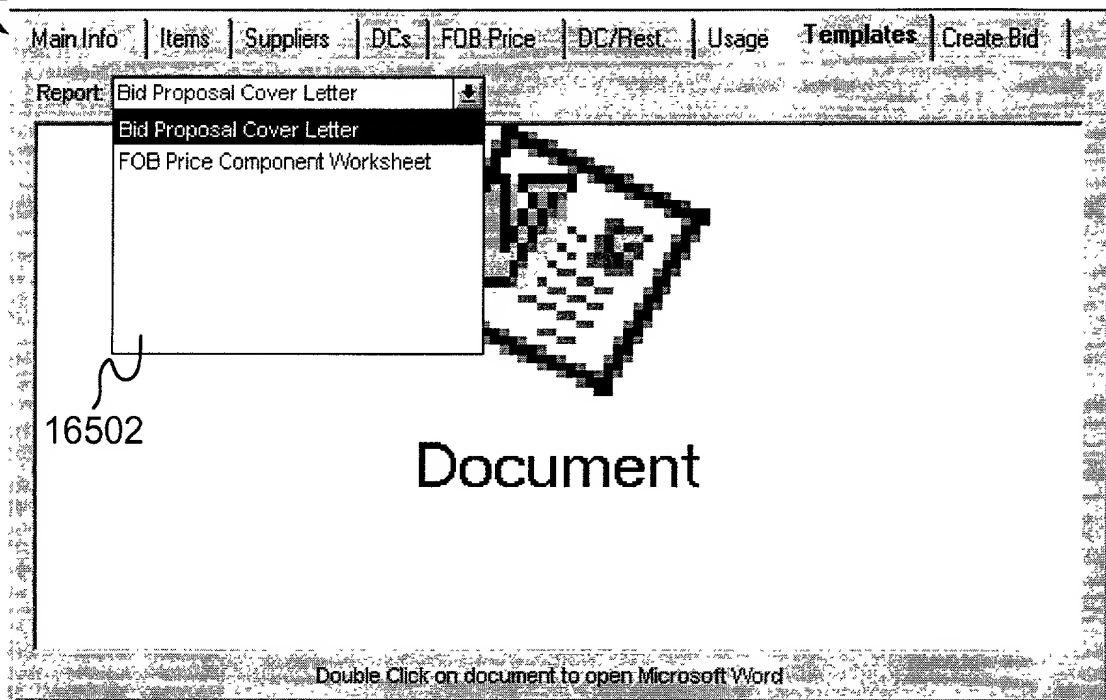 Main Info Items Suppliers DCs FOB Price DC/Rest. Usage Templates Create Bid
Report: Bid Proposal Cover Letter
Bid Proposal Cover Letter
FOB Price Component Worksheet
16502
Document
Double Click on document to open Microsoft Word